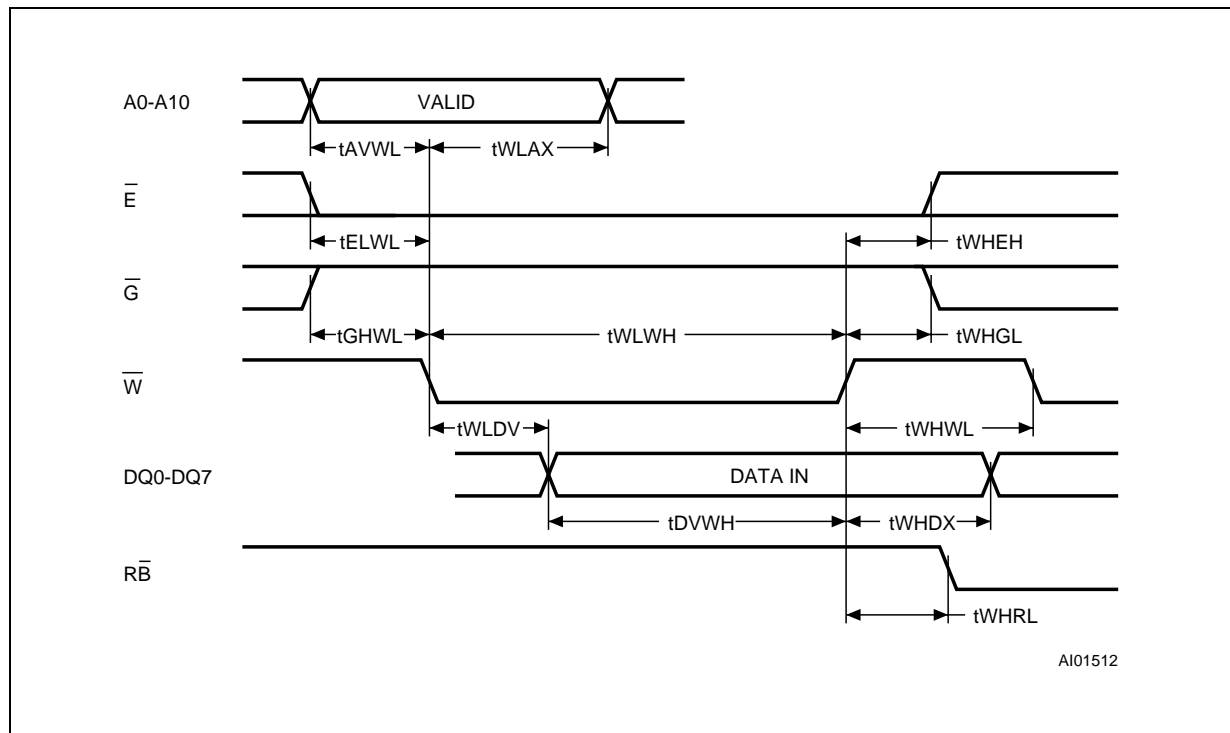 A0-A10
VALID
tAVWL
tWLAX
E̅
tELWL
tWHEH
G̅
tGHWL
tWLWH
tWHGL
W̅
tWLDV
tWHWL
DQ0-DQ7
DATA IN
tDVWH
tWHDX
RB̅
tWHRL
AI01512